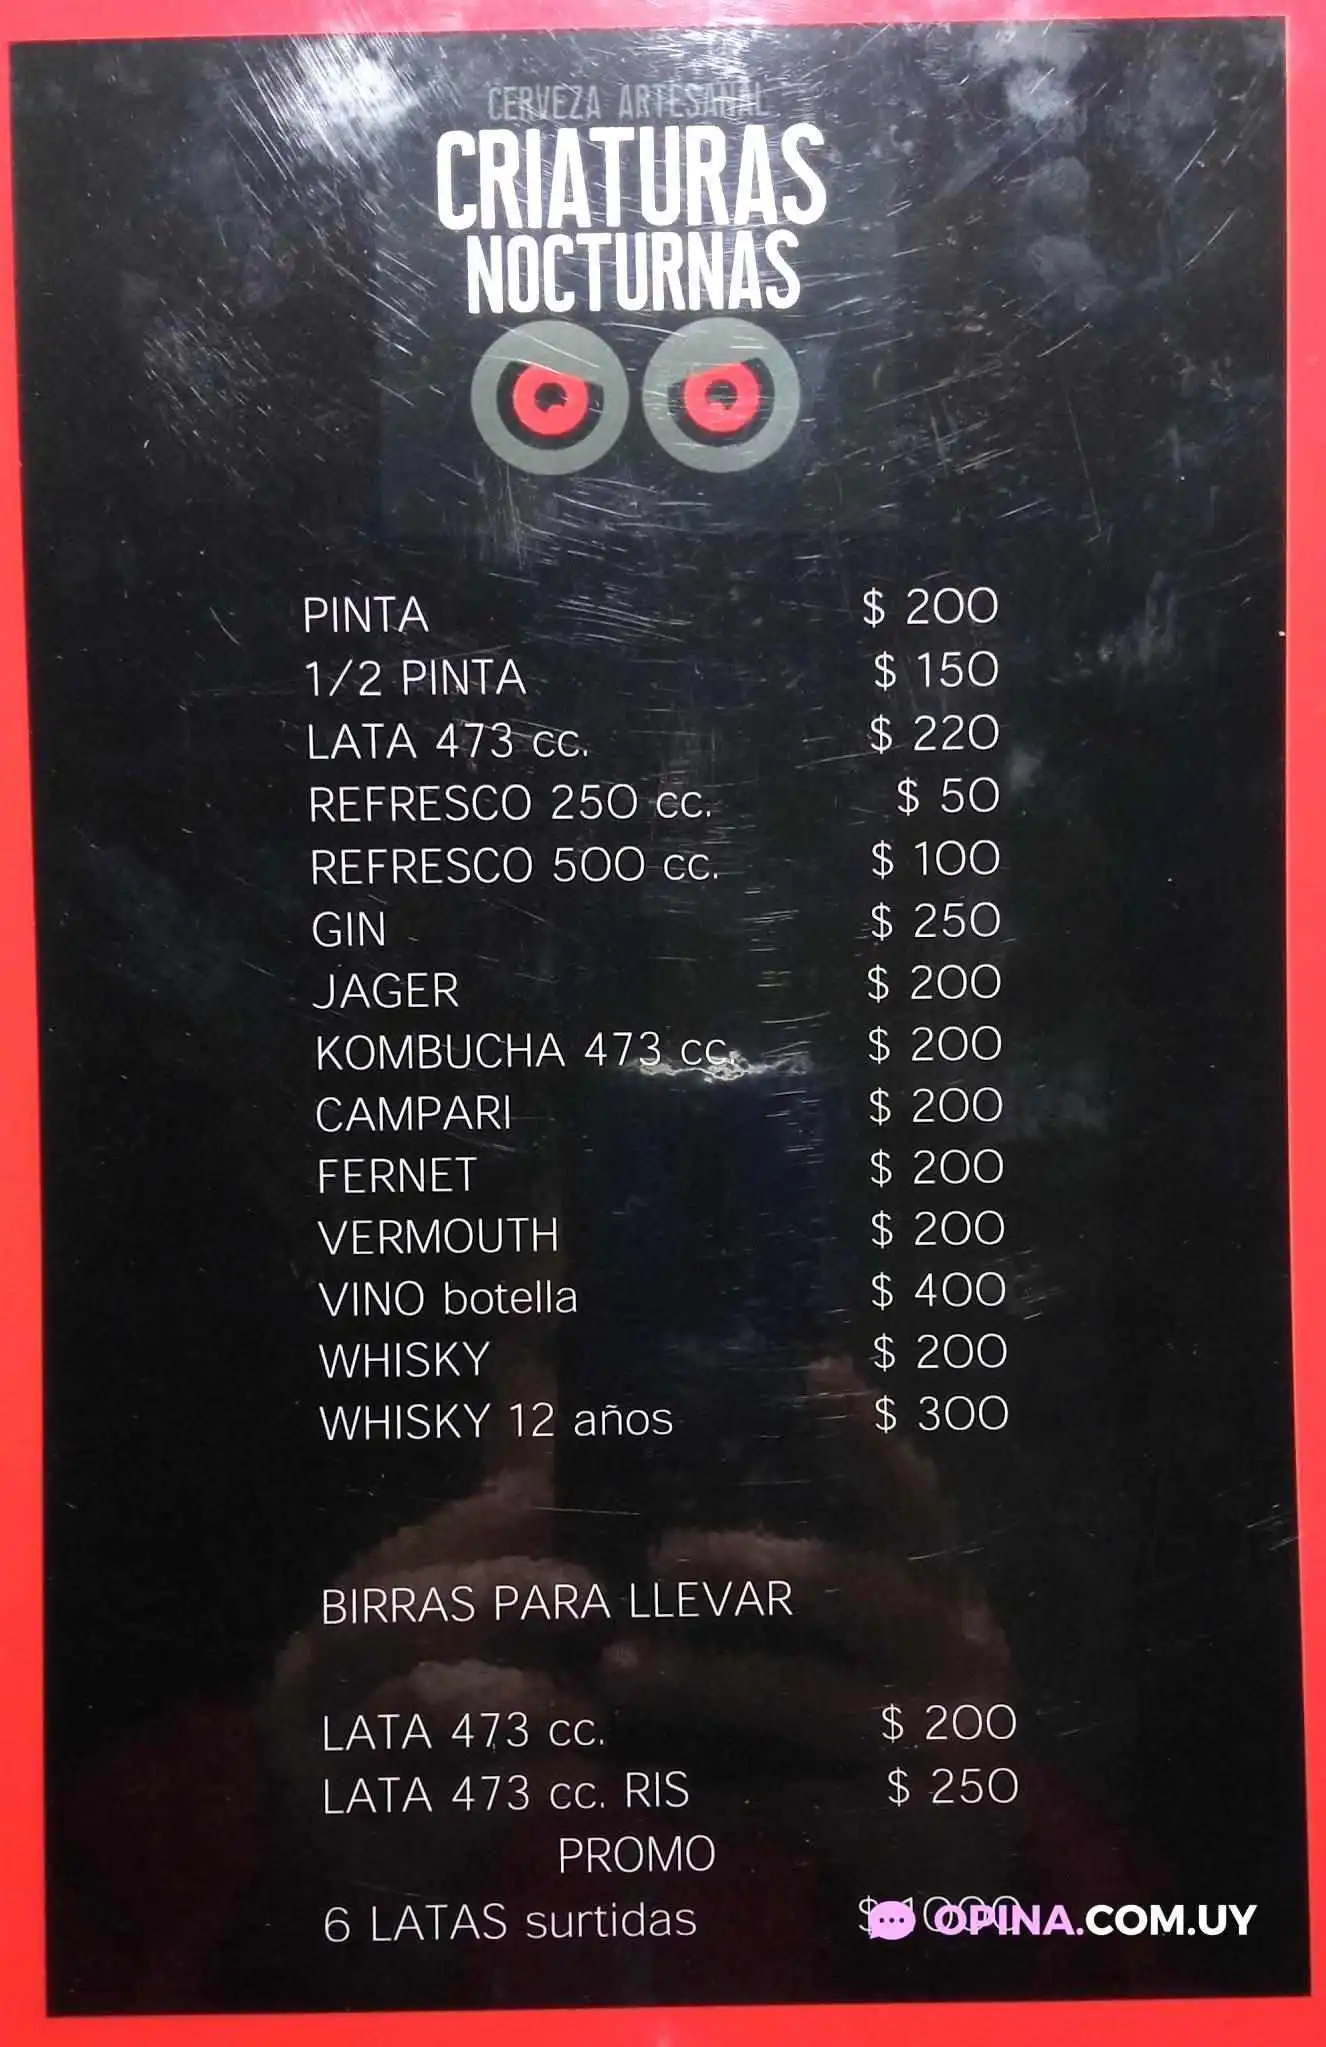 CERVEZA ARTESANAL
CRIATURAS
NOCTURNAS
PINTA $ 200
1/2 PINTA $ 150
LATA 473 cc. $ 220
REFRESCO 250 cc. $ 50
REFRESCO 500 cc. $ 100
GIN $ 250
JAGER $ 200
KOMBUCHA 473 cc. $ 200
CAMPARI $ 200
FERNET $ 200
VERMOUTH $ 200
VINO botella $ 400
WHISKY $ 200
WHISKY 12 años $ 300
BIRRAS PARA LLEVAR
LATA 473 cc. $ 200
LATA 473 cc. RIS $ 250
PROMO
6 LATAS surtidas $
OPINA.COM.UY